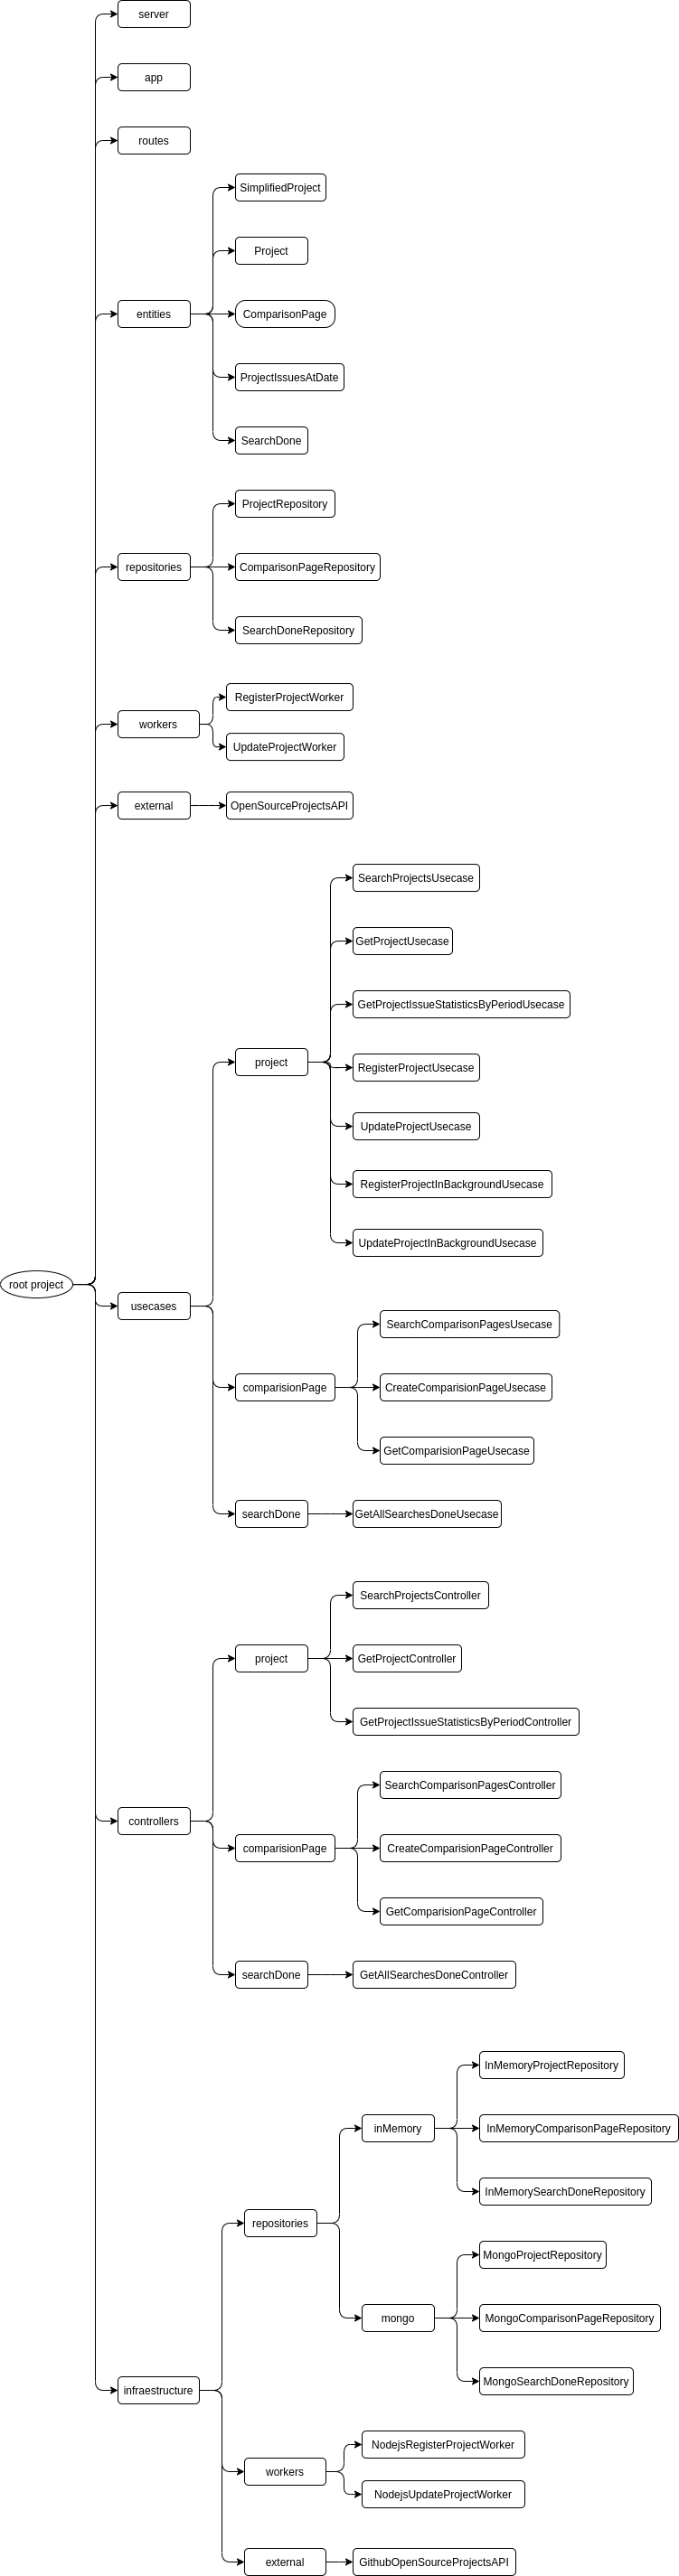 server
app
routes
SimplifiedProject
Project
entities
ComparisonPage
ProjectIssuesAtDate
SearchDone
ProjectRepository
repositories
ComparisonPageRepository
SearchDoneRepository
RegisterProjectWorker
workers
UpdateProjectWorker
external
OpenSourceProjectsAPI
SearchProjectsUsecase
GetProjectUsecase
GetProjectIssueStatisticsByPeriodUsecase
project
RegisterProjectUsecase
UpdateProjectUsecase
RegisterProjectInBackgroundUsecase
UpdateProjectInBackgroundUsecase
root project
usecases
SearchComparisonPagesUsecase
comparisionPage
CreateComparisionPageUsecase
GetComparisionPageUsecase
searchDone
GetAllSearchesDoneUsecase
SearchProjectsController
project
GetProjectController
GetProjectIssueStatisticsByPeriodController
SearchComparisonPagesController
controllers
comparisionPage
CreateComparisionPageController
GetComparisionPageController
searchDone
GetAllSearchesDoneController
InMemoryProjectRepository
inMemory
InMemoryComparisonPageRepository
InMemorySearchDoneRepository
repositories
MongoProjectRepository
mongo
MongoComparisonPageRepository
MongoSearchDoneRepository
infraestructure
NodejsRegisterProjectWorker
workers
NodejsUpdateProjectWorker
external
GithubOpenSourceProjectsAPI